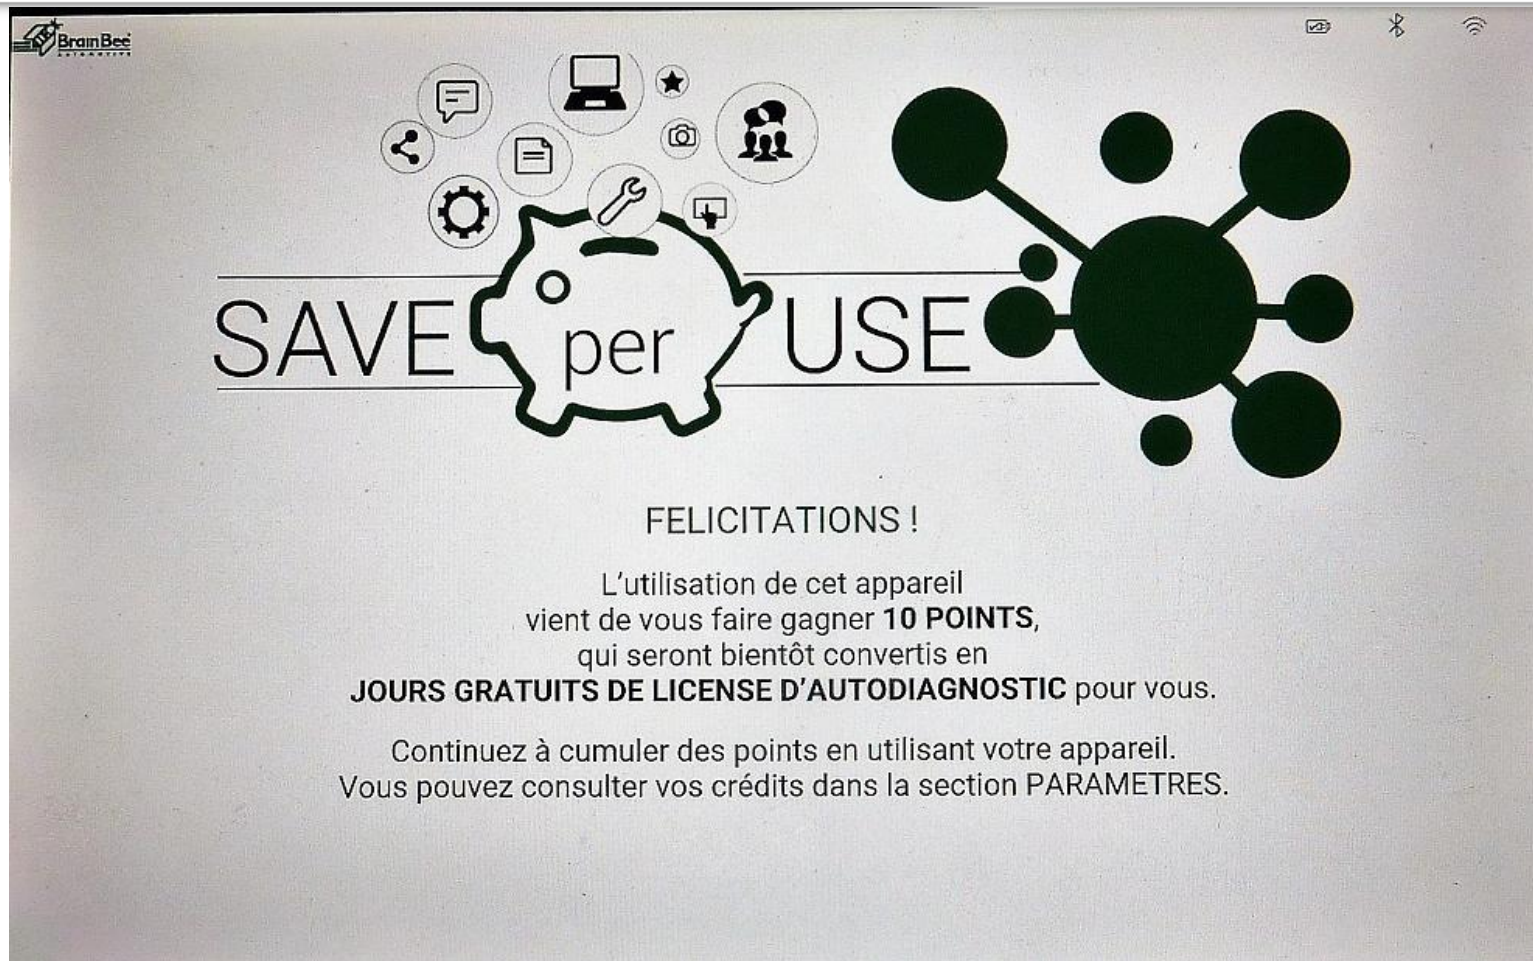 BrainBee
AUTOMOTIVE
SAVE per USE
FELICITATIONS !
L'utilisation de cet appareil
vient de vous faire gagner 10 POINTS,
qui seront bientôt convertis en
JOURS GRATUITS DE LICENSE D'AUTODIAGNOSTIC pour vous.
Continuez à cumuler des points en utilisant votre appareil.
Vous pouvez consulter vos crédits dans la section PARAMETRES.